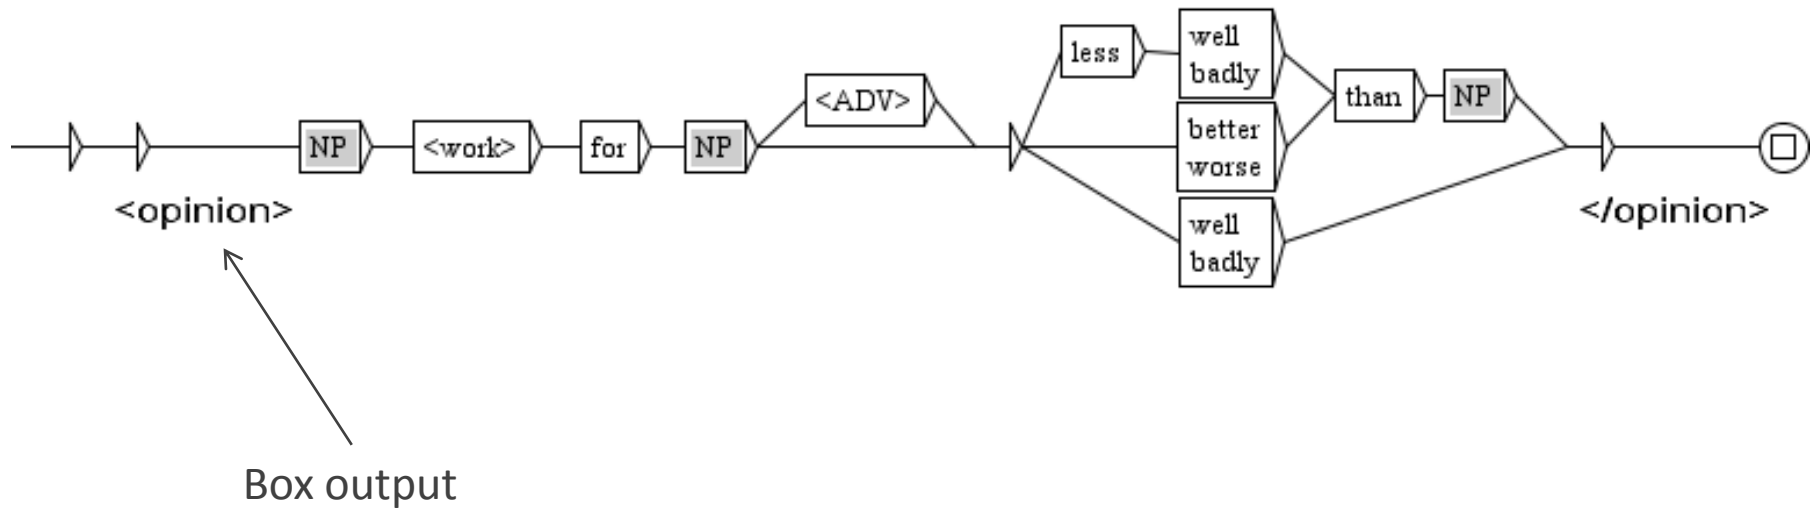 NP
<work>
for
NP
<ADV>
less
well
badly
better
worse
well
badly
than
NP
<opinion>
</opinion>
Box output